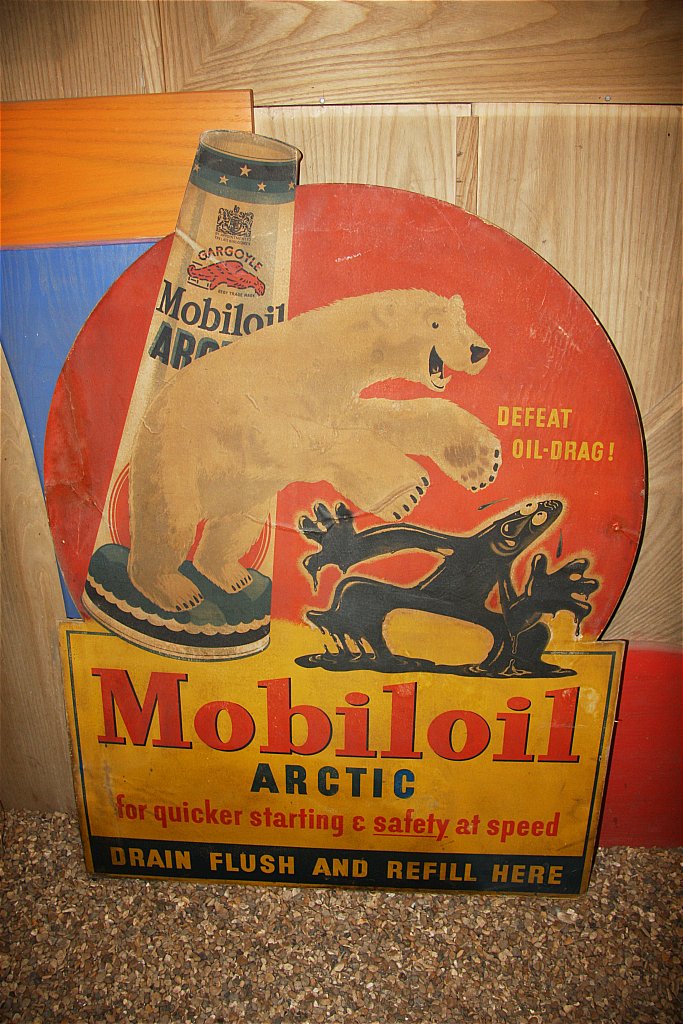 GARGOYLE
Mobiloil
DEFEAT
OIL-DRAG!
Mobiloil
ARCTIC
for quicker starting & safety at speed
DRAIN FLUSH AND REFILL HERE